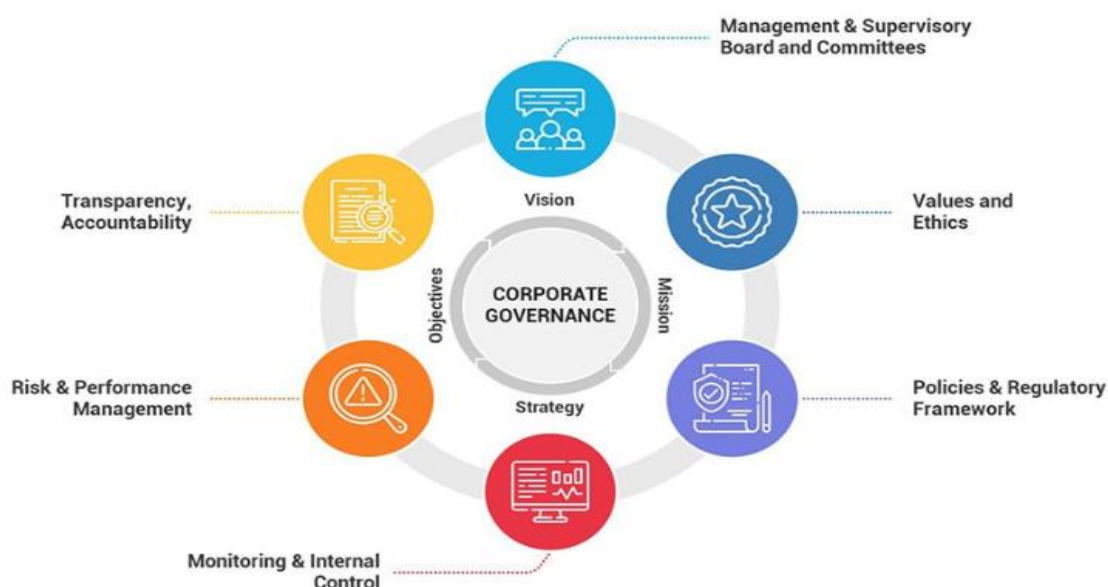 Management & Supervisory
Board and Committees
Transparency,
Accountability
Values and
Ethics
Vision
Objectives
CORPORATE
GOVERNANCE
Mission
Strategy
Risk & Performance
Management
Policies & Regulatory
Framework
Monitoring & Internal
Control